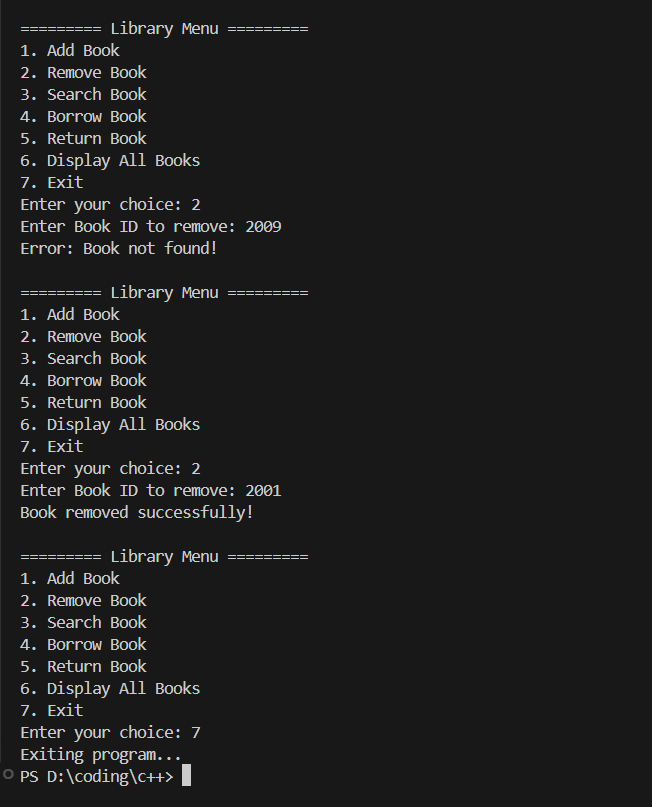 ========= Library Menu =========
1. Add Book
2. Remove Book
3. Search Book
4. Borrow Book
5. Return Book
6. Display All Books
7. Exit
Enter your choice: 2
Enter Book ID to remove: 2009
Error: Book not found!
========= Library Menu =========
1. Add Book
2. Remove Book
3. Search Book
4. Borrow Book
5. Return Book
6. Display All Books
7. Exit
Enter your choice: 2
Enter Book ID to remove: 2001
Book removed successfully!
========= Library Menu =========
1. Add Book
2. Remove Book
3. Search Book
4. Borrow Book
5. Return Book
6. Display All Books
7. Exit
Enter your choice: 7
Exiting program...
PS D:\coding\c++>